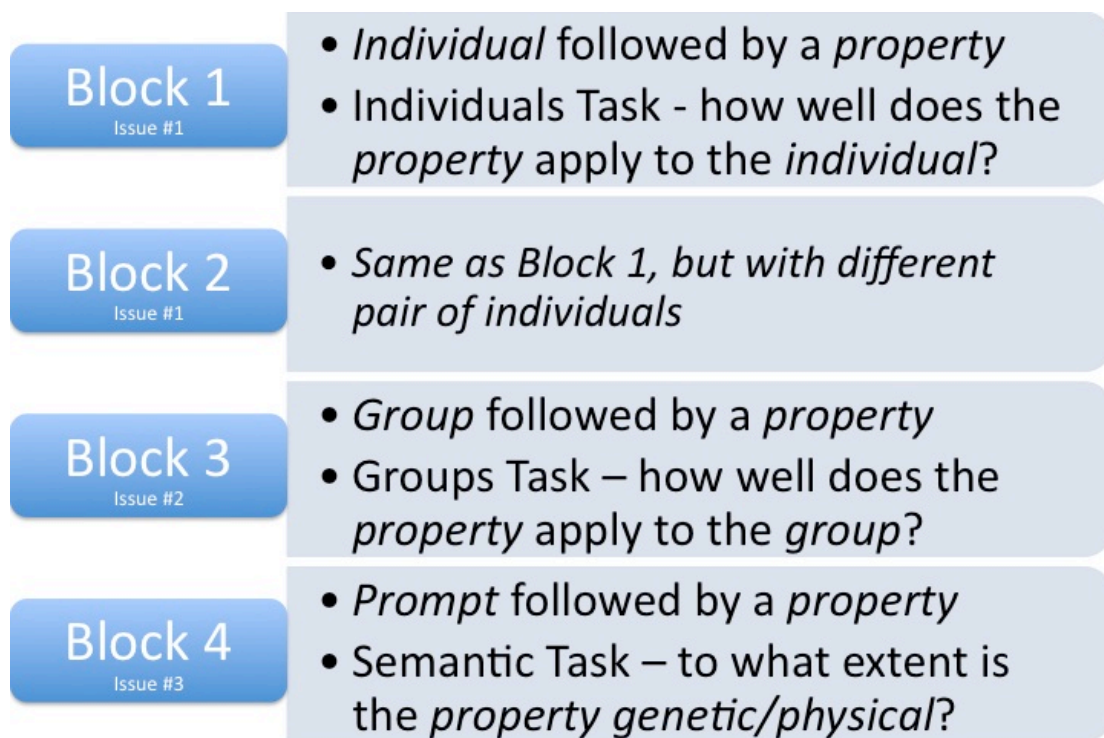 Block 1
Issue #1
• Individual followed by a property
• Individuals Task - how well does the
property apply to the individual?
Block 2
Issue #1
• Same as Block 1, but with different
pair of individuals
Block 3
Issue #2
• Group followed by a property
• Groups Task – how well does the
property apply to the group?
Block 4
Issue #3
• Prompt followed by a property
• Semantic Task – to what extent is
the property genetic/physical?